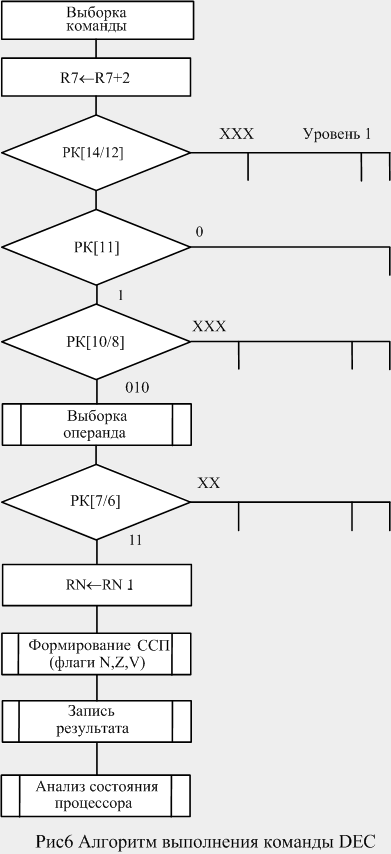 Выборка
команды
R7←R7+2
РК[14/12]
XXX
Уровень 1
РК[11]
0
1
РК[10/8]
XXX
010
Выборка
операнда
РК[7/6]
XX
11
RN←RN 1
Формирование ССП
(флаги N,Z,V)
Запись
результата
Анализ состояния
процессора
Рис6 Алгоритм выполнения команды DEC